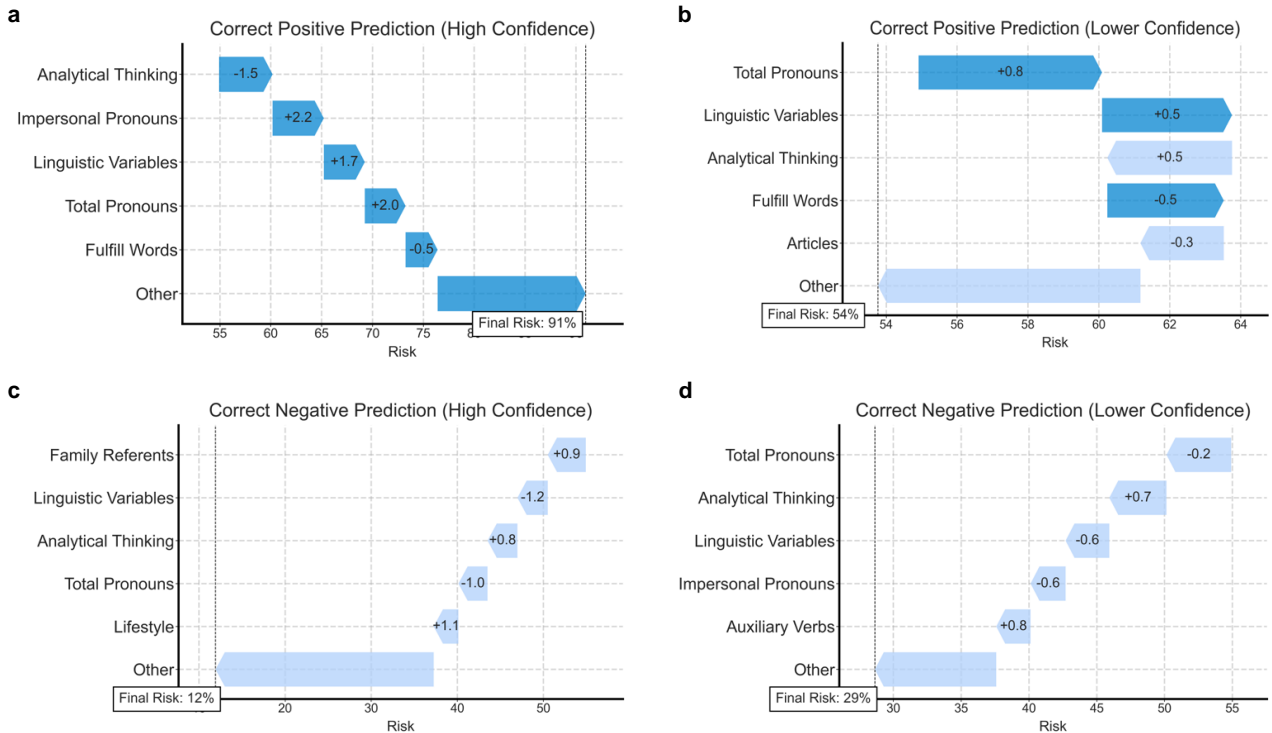 a
Correct Positive Prediction (High Confidence)
Analytical Thinking
-1.5
Impersonal Pronouns
+2.2
Linguistic Variables
+1.7
Total Pronouns
+2.0
Fulfill Words
-0.5
Other
Final Risk: 91%
55 60 65 70 75
Risk
b
Correct Positive Prediction (Lower Confidence)
Total Pronouns
+0.8
Linguistic Variables
+0.5
Analytical Thinking
+0.5
Fulfill Words
-0.5
Articles
-0.3
Other
Final Risk: 54%
54 56 58 60 62 64
Risk
c
Correct Negative Prediction (High Confidence)
Family Referents
+0.9
Linguistic Variables
-1.2
Analytical Thinking
+0.8
Total Pronouns
-1.0
Lifestyle
+1.1
Other
Final Risk: 12%
20 30 40 50
Risk
d
Correct Negative Prediction (Lower Confidence)
Total Pronouns
-0.2
Analytical Thinking
+0.7
Linguistic Variables
-0.6
Impersonal Pronouns
-0.6
Auxiliary Verbs
+0.8
Other
Final Risk: 29%
30 35 40 45 50 55
Risk